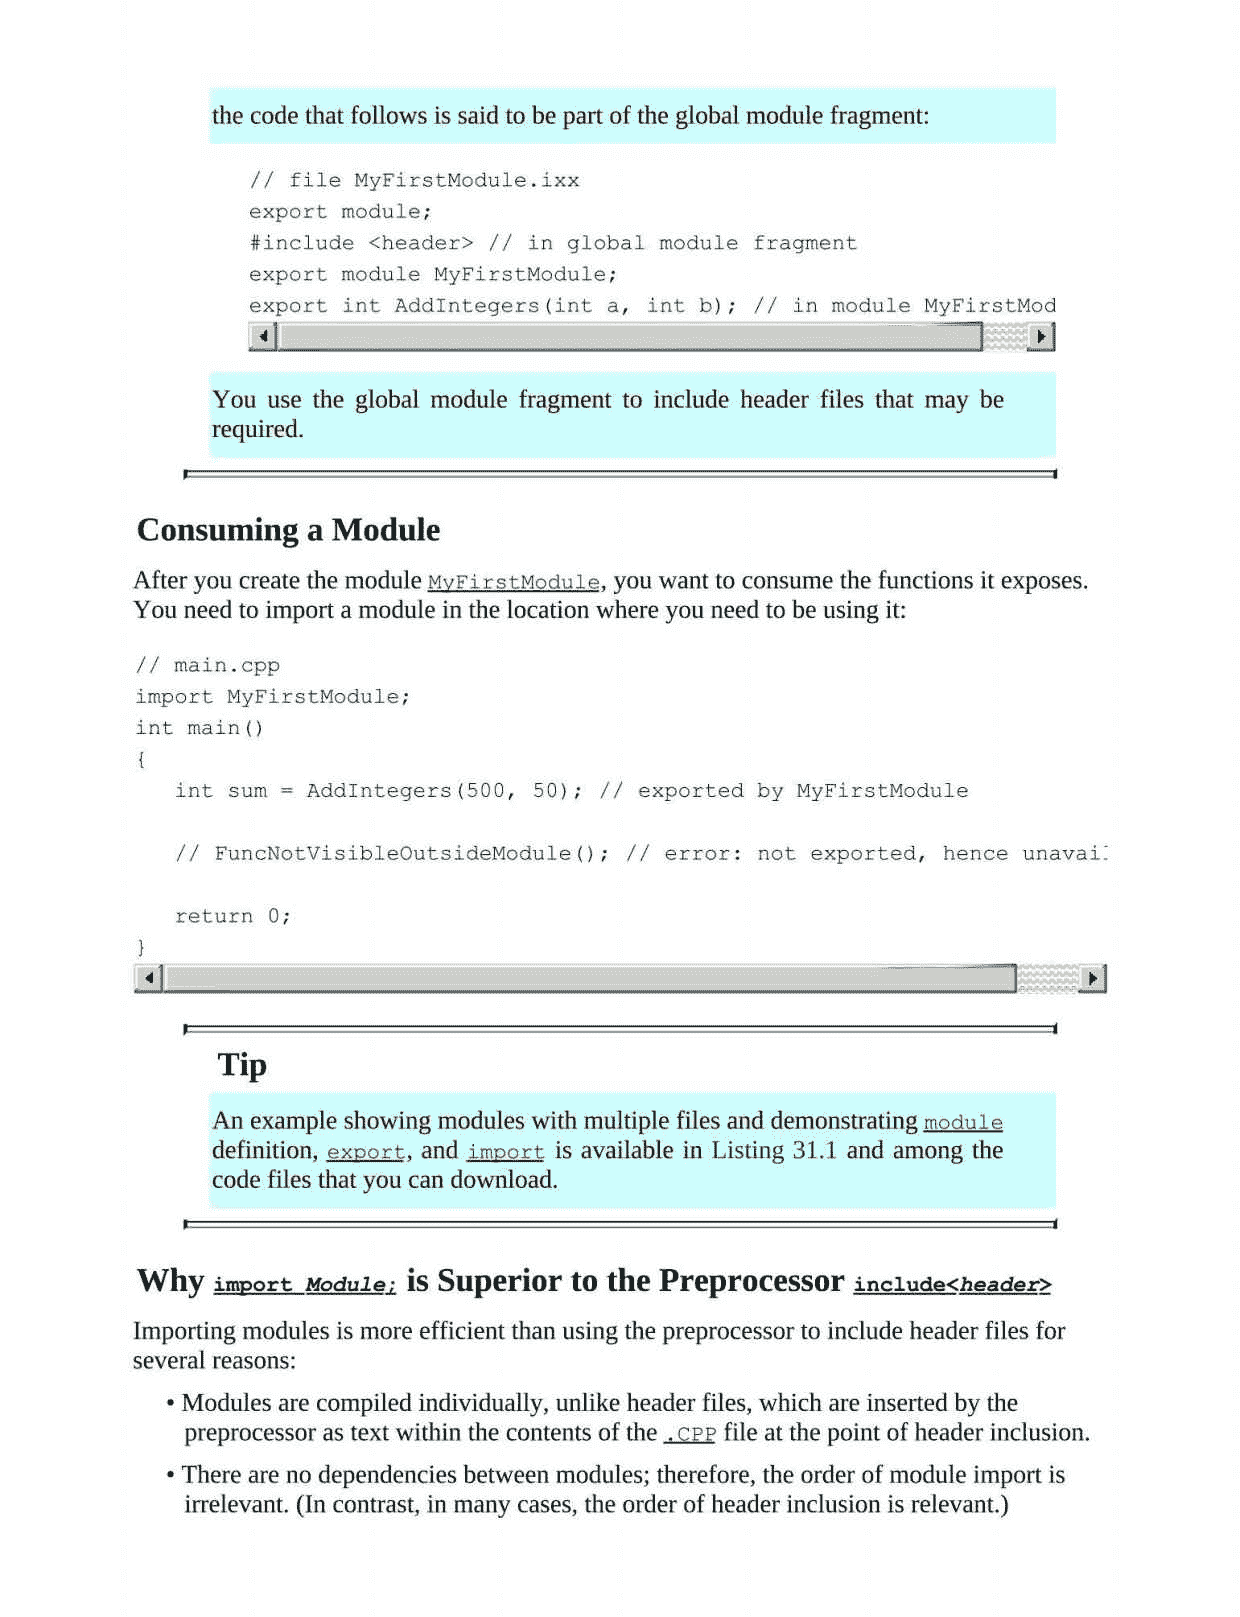 the code that follows is said to be part of the global module fragment:
// file MyFirstModule.ixx
export module;
#include <header> // in global module fragment
export module MyFirstModule;
export int AddIntegers(int a, int b); // in module MyFirstMod
You use the global module fragment to include header files that may be
required.
Consuming a Module
After you create the module MyFirstModule, you want to consume the functions it exposes.
You need to import a module in the location where you need to be using it:
// main.cpp
import MyFirstModule;
int main()
{
int sum = AddIntegers(500, 50); // exported by MyFirstModule
// FuncNotVisibleOutsideModule(); // error: not exported, hence unavai
return 0;
}
Tip
An example showing modules with multiple files and demonstrating module
definition, export, and import is available in Listing 31.1 and among the
code files that you can download.
Why import Module; is Superior to the Preprocessor include<header>
Importing modules is more efficient than using the preprocessor to include header files for
several reasons:
• Modules are compiled individually, unlike header files, which are inserted by the
preprocessor as text within the contents of the .CPP file at the point of header inclusion.
• There are no dependencies between modules; therefore, the order of module import is
irrelevant. (In contrast, in many cases, the order of header inclusion is relevant.)